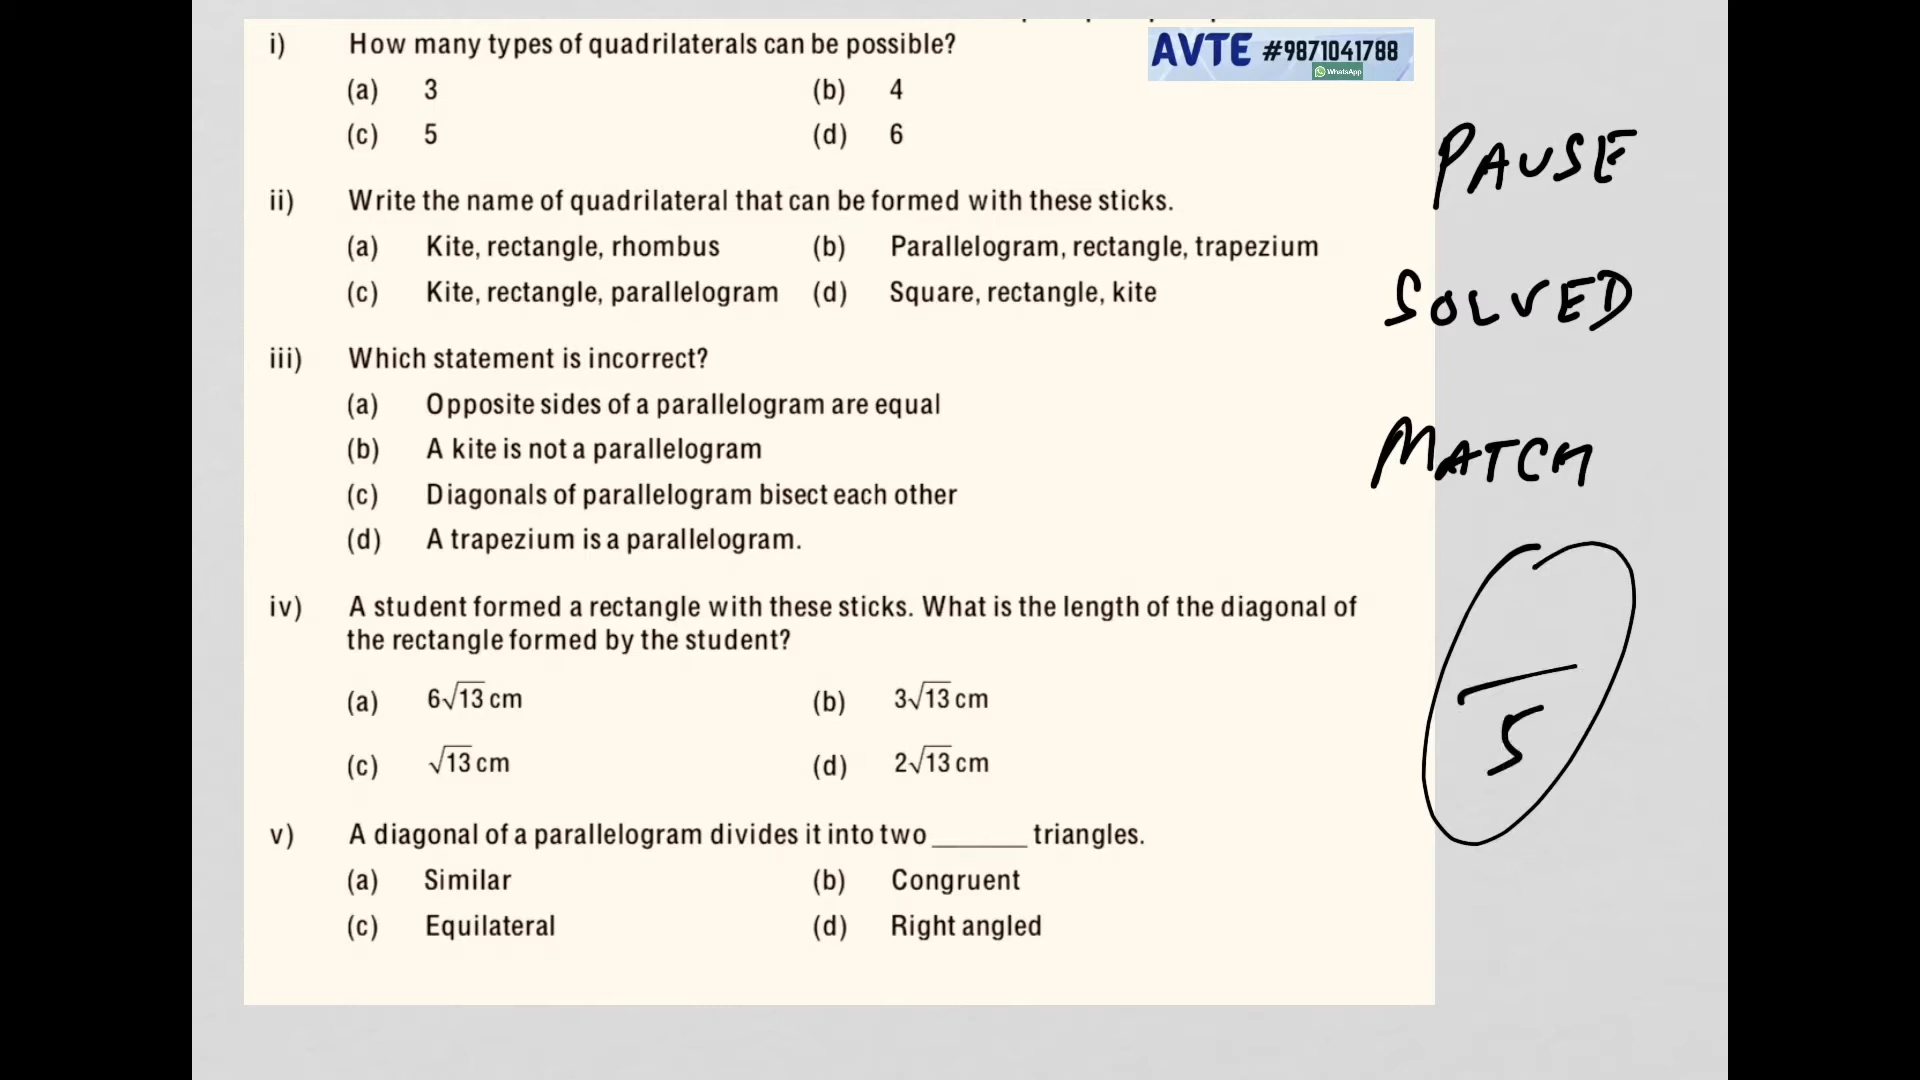 i) How many types of quadrilaterals can be possible?
AVTE #9871041788
WhatsApp
(a) 3 (b) 4
(c) 5 (d) 6
PAUSE
ii) Write the name of quadrilateral that can be formed with these sticks.
(a) Kite, rectangle, rhombus (b) Parallelogram, rectangle, trapezium
(c) Kite, rectangle, parallelogram (d) Square, rectangle, kite
SOLVED
iii) Which statement is incorrect?
(a) Opposite sides of a parallelogram are equal
(b) A kite is not a parallelogram
MATCH
(c) Diagonals of parallelogram bisect each other
(d) A trapezium is a parallelogram.
iv) A student formed a rectangle with these sticks. What is the length of the diagonal of
the rectangle formed by the student?
(a) 6√13 cm (b) 3√13 cm
(c) √13 cm (d) 2√13 cm
5
v) A diagonal of a parallelogram divides it into two ______ triangles.
(a) Similar (b) Congruent
(c) Equilateral (d) Right angled